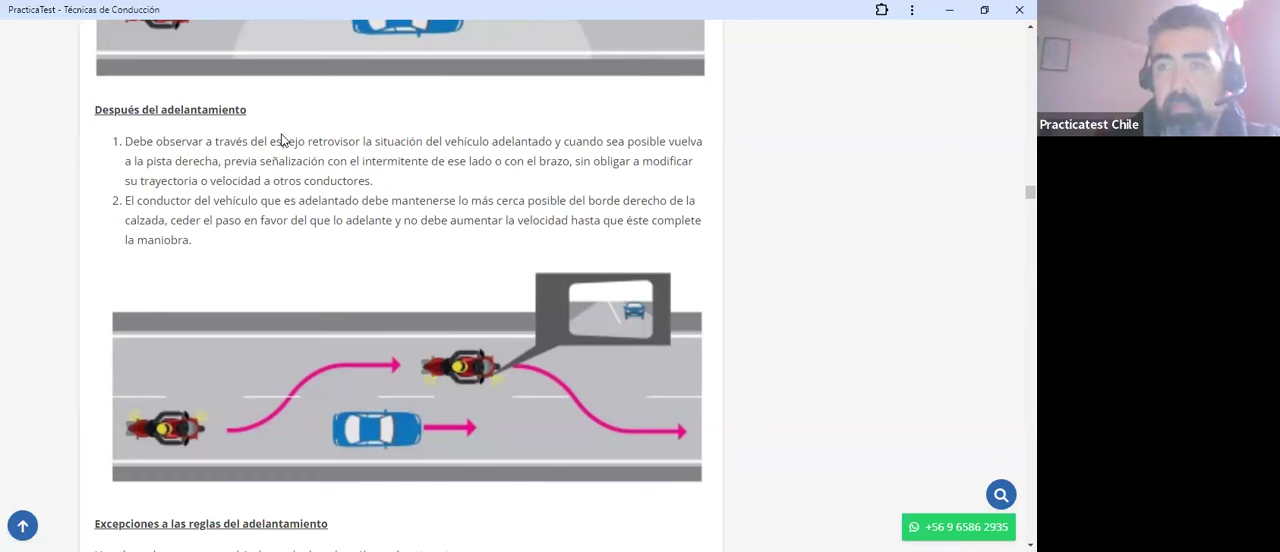 PracticaTest - Técnicas de Conducción
Practicatest Chile
Después del adelantamiento
1. Debe observar a través del espejo retrovisor la situación del vehículo adelantado y cuando sea posible vuelva
a la pista derecha, previa señalización con el intermitente de ese lado o con el brazo, sin obligar a modificar
su trayectoria o velocidad a otros conductores.
2. El conductor del vehículo que es adelantado debe mantenerse lo más cerca posible del borde derecho de la
calzada, ceder el paso en favor del que lo adelante y no debe aumentar la velocidad hasta que éste complete
la maniobra.
Excepciones a las reglas del adelantamiento
+56 9 6586 2935